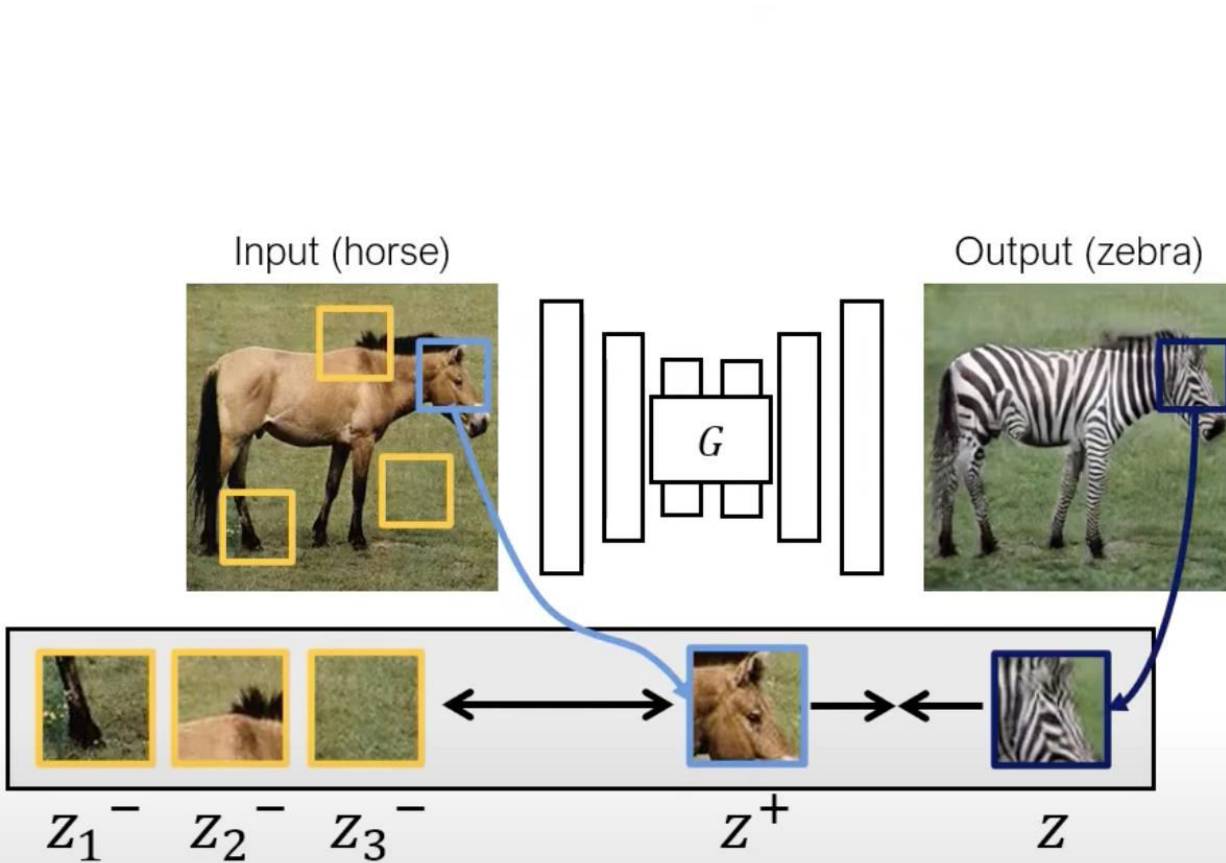 Input (horse)
Output (zebra)
G
z₁⁻ z₂⁻ z₃⁻ z⁺ z